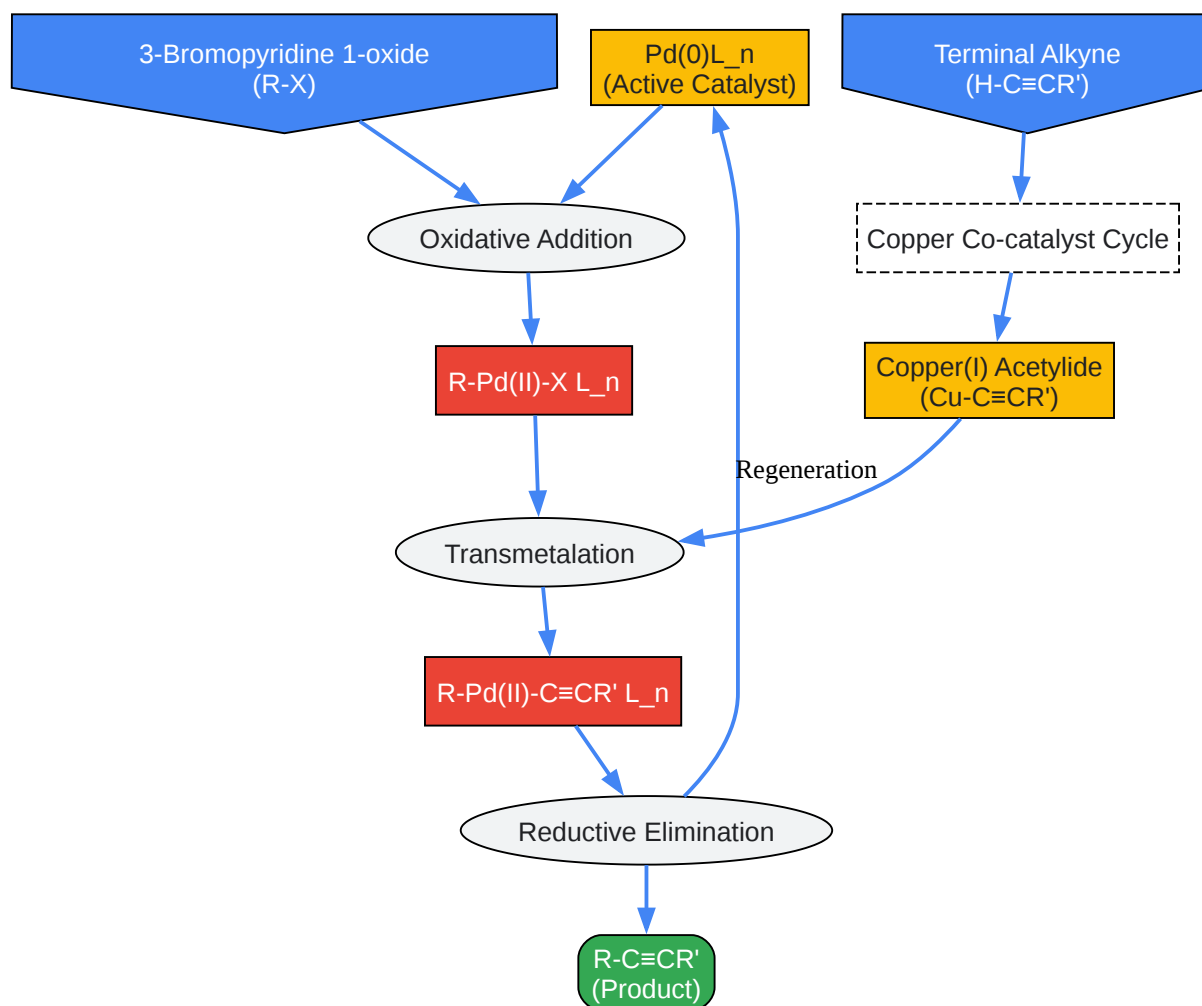 3-Bromopyridine 1-oxide
(R-X)
Pd(0)L_n
(Active Catalyst)
Terminal Alkyne
(H-C≡CR')
Oxidative Addition
Copper Co-catalyst Cycle
R-Pd(II)-X L_n
Copper(I) Acetylide
(Cu-C≡CR')
Regeneration
Transmetalation
R-Pd(II)-C≡CR' L_n
Reductive Elimination
R-C≡CR'
(Product)